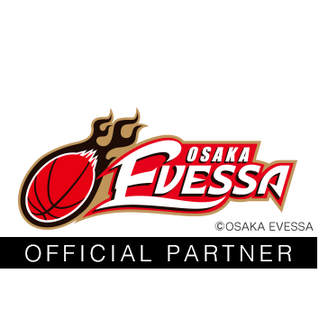 OSAKA
EVESSA
©OSAKA EVESSA
OFFICIAL PARTNER